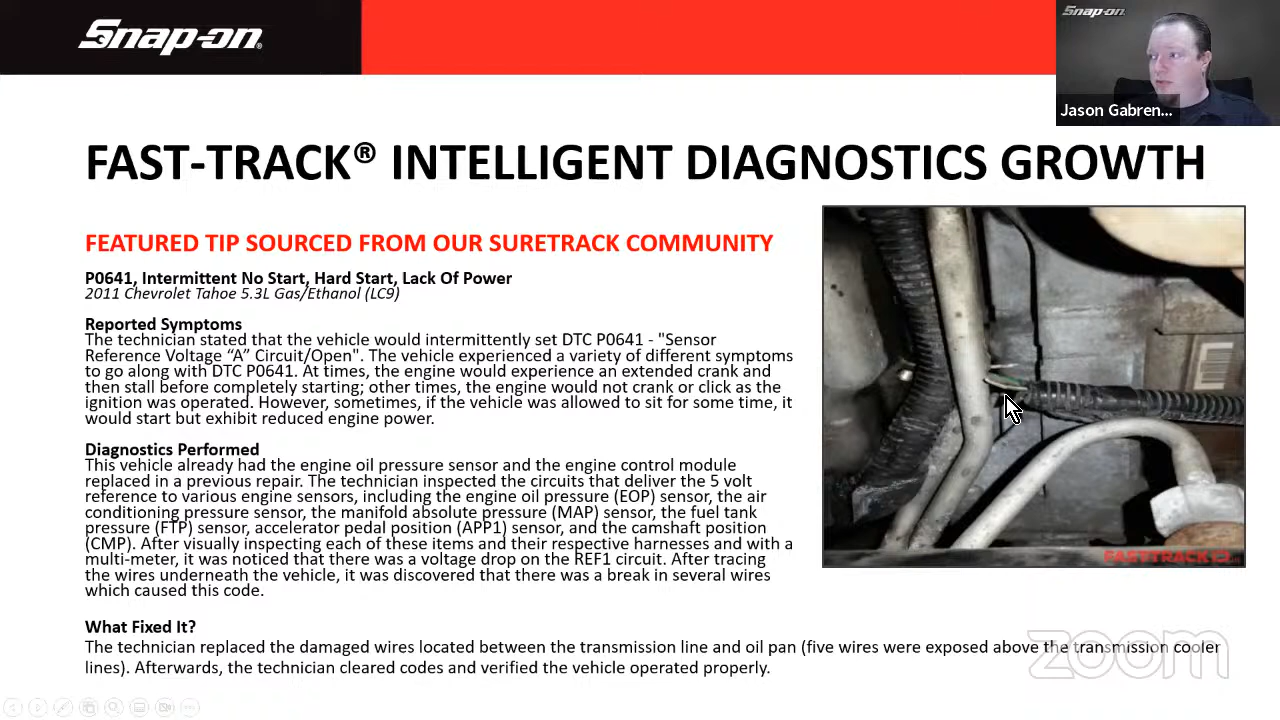 Snap-on®
Snap-on.
Jason Gabren...
FAST-TRACK® INTELLIGENT DIAGNOSTICS GROWTH
FEATURED TIP SOURCED FROM OUR SURETRACK COMMUNITY
P0641, Intermittent No Start, Hard Start, Lack Of Power
2011 Chevrolet Tahoe 5.3L Gas/Ethanol (LC9)
Reported Symptoms
The technician stated that the vehicle would intermittently set DTC P0641 - "Sensor
Reference Voltage “A” Circuit/Open". The vehicle experienced a variety of different symptoms
to go along with DTC P0641. At times, the engine would experience an extended crank and
then stall before completely starting; other times, the engine would not crank or click as the
ignition was operated. However, sometimes, if the vehicle was allowed to sit for some time, it
would start but exhibit reduced engine power.
Diagnostics Performed
This vehicle already had the engine oil pressure sensor and the engine control module
replaced in a previous repair. The technician inspected the circuits that deliver the 5 volt
reference to various engine sensors, including the engine oil pressure (EOP) sensor, the air
conditioning pressure sensor, the manifold absolute pressure (MAP) sensor, the fuel tank
pressure (FTP) sensor, accelerator pedal position (APP1) sensor, and the camshaft position
(CMP). After visually inspecting each of these items and their respective harnesses and with a
multi-meter, it was noticed that there was a voltage drop on the REF1 circuit. After tracing
the wires underneath the vehicle, it was discovered that there was a break in several wires
which caused this code.
FAST-TRACK
What Fixed It?
The technician replaced the damaged wires located between the transmission line and oil pan (five wires were exposed above the transmission cooler
lines). Afterwards, the technician cleared codes and verified the vehicle operated properly.
zoom